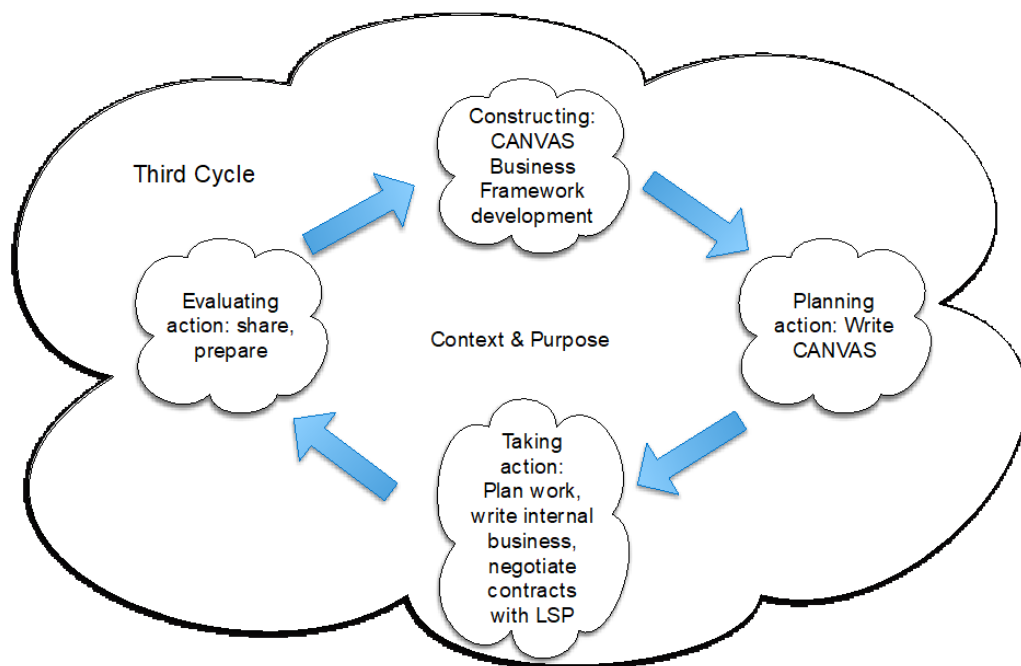 Third Cycle
Constructing:
CANVAS
Business
Framework
development
Planning
action: Write
CANVAS
Taking
action:
Plan work,
write internal
business,
negotiate
contracts
with LSP
Evaluating
action: share,
prepare
Context & Purpose